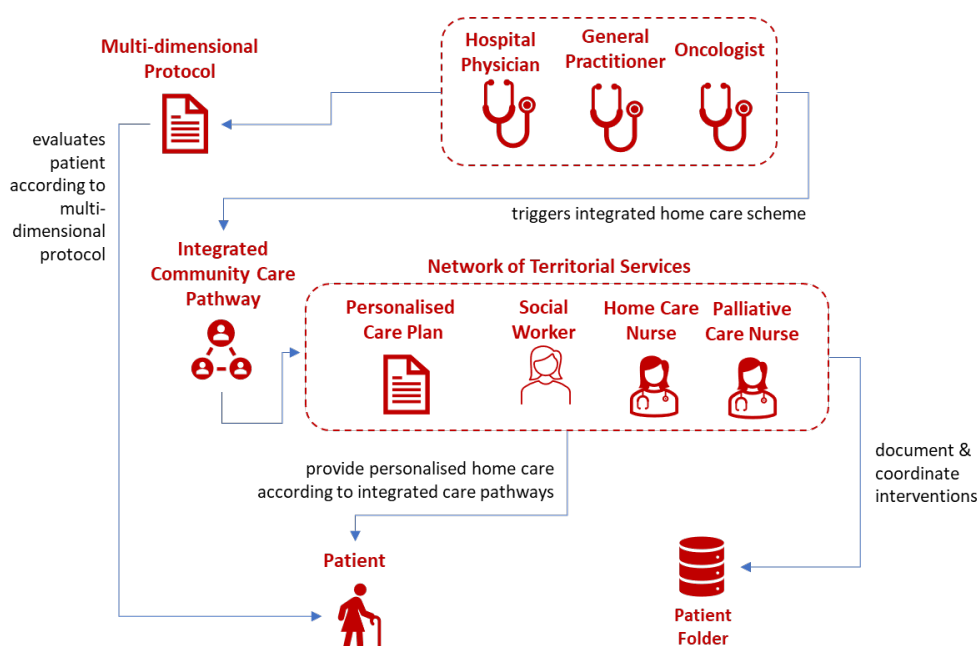 Multi-dimensional
Protocol
Hospital
Physician
General
Practitioner
Oncologist
evaluates
patient
according to
multi-
dimensional
protocol
triggers integrated home care scheme
Integrated
Community Care
Pathway
Network of Territorial Services
Personalised
Care Plan
Social
Worker
Home Care
Nurse
Palliative
Care Nurse
provide personalised home care
according to integrated care pathways
document &
coordinate
interventions
Patient
Patient
Folder